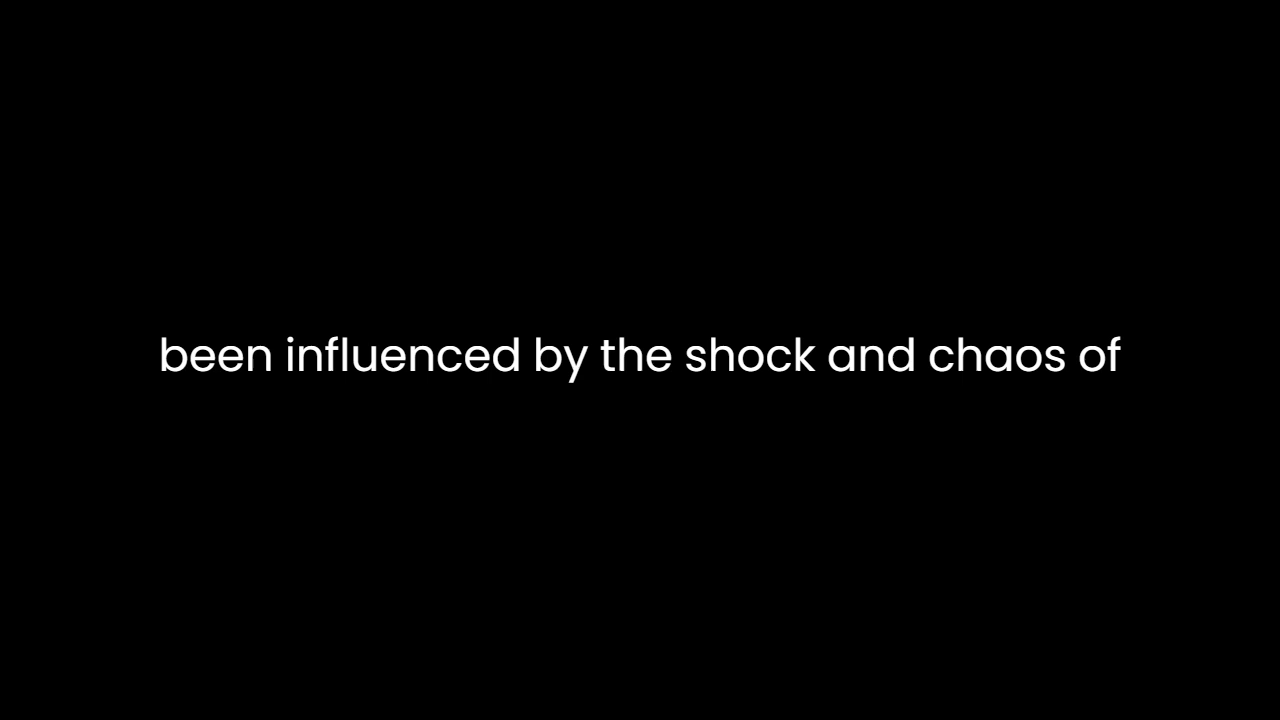 been influenced by the shock and chaos of